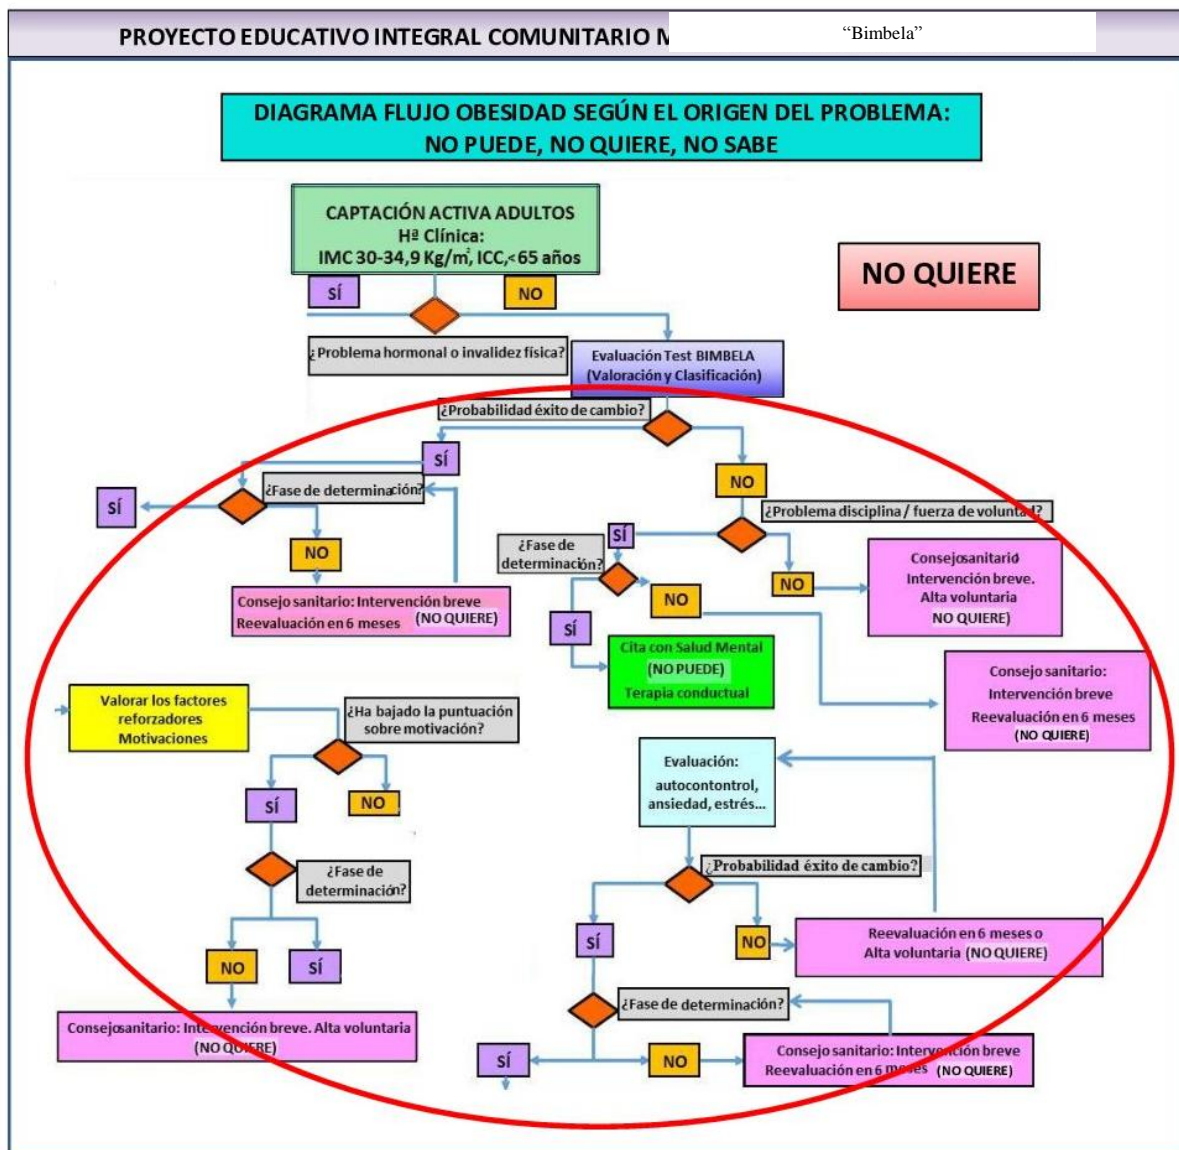 PROYECTO EDUCATIVO INTEGRAL COMUNITARIO
“Bimbela”
DIAGRAMA FLUJO OBESIDAD SEGÚN EL ORIGEN DEL PROBLEMA:
NO PUEDE, NO QUIERE, NO SABE
CAPTACIÓN ACTIVA ADULTOS
Hª Clínica:
IMC 30-34,9 Kg/m², ICC,<65 años
NO QUIERE
SÍ
NO
¿Problema hormonal o invalidez física?
Evaluación Test BIMBELA
(Valoración y Clasificación)
¿Probabilidad éxito de cambio?
SÍ
NO
SÍ
¿Fase de determinación?
NO
¿Problema disciplina / fuerza de voluntad?
SÍ
¿Fase de
determinación?
NO
NO
SÍ
Consejosanitario
Intervención breve.
Alta voluntaria
NO QUIERE)
Consejo sanitario: Intervención breve
Reevaluación en 6 meses (NO QUIERE)
Cita con Salud Mental
(NO PUEDE)
Terapia conductual
Consejo sanitario:
Intervención breve
Reevaluación en 6 meses
(NO QUIERE)
Valorar los factores
reforzadores
Motivaciones
¿Ha bajado la puntuación
sobre motivación?
SÍ
NO
Evaluación:
autocontontrol,
ansiedad, estrés...
¿Fase de
determinación?
¿Probabilidad éxito de cambio?
NO
SÍ
SÍ
NO
Reevaluación en 6 meses o
Alta voluntaria (NO QUIERE)
Consejosanitario: Intervención breve. Alta voluntaria
(NO QUIERE)
¿Fase de determinación?
SÍ
NO
Consejo sanitario: Intervención breve
Reevaluación en 6 meses (NO QUIERE)